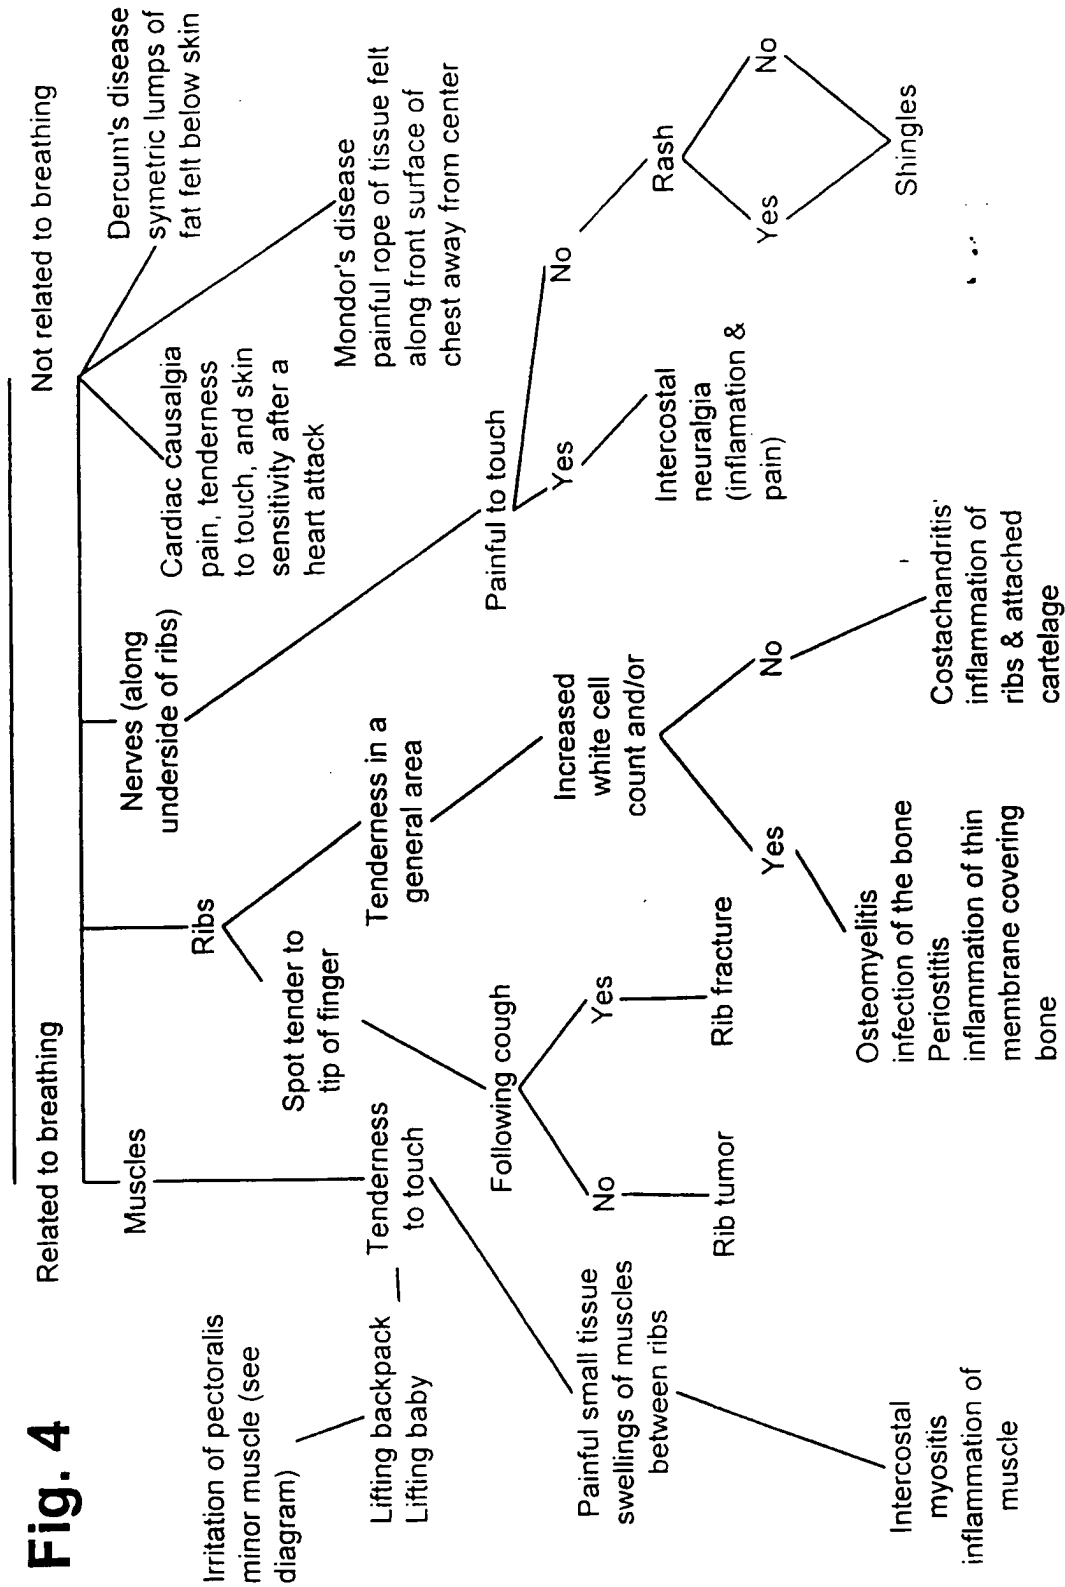 Fig. 4
Related to breathing
Not related to breathing
Muscles
Ribs
Nerves (along
underside of ribs)
Cardiac causalgia
pain, tenderness
to touch, and skin
sensitivity after a
heart attack
Dercum's disease
symetric lumps of
fat felt below skin
Mondor's disease
painful rope of tissue felt
along front surface of
chest away from center
Irritation of pectoralis
minor muscle (see
diagram)
Lifting backpack
Lifting baby
Tenderness
to touch
Spot tender to
tip of finger
Tenderness in a
general area
Painful to touch
Yes
No
Rash
Yes
No
Shingles
Intercostal
neuralgia
(inflamation &
pain)
Following cough
No
Yes
Rib tumor
Rib fracture
Increased
white cell
count and/or
Yes
No
Painful small tissue
swellings of muscles
between ribs
Intercostal
myositis
inflammation of
muscle
Osteomyelitis
infection of the bone
Periostitis
inflammation of thin
membrane covering
bone
Costachandritis
inflammation of
ribs & attached
cartelage